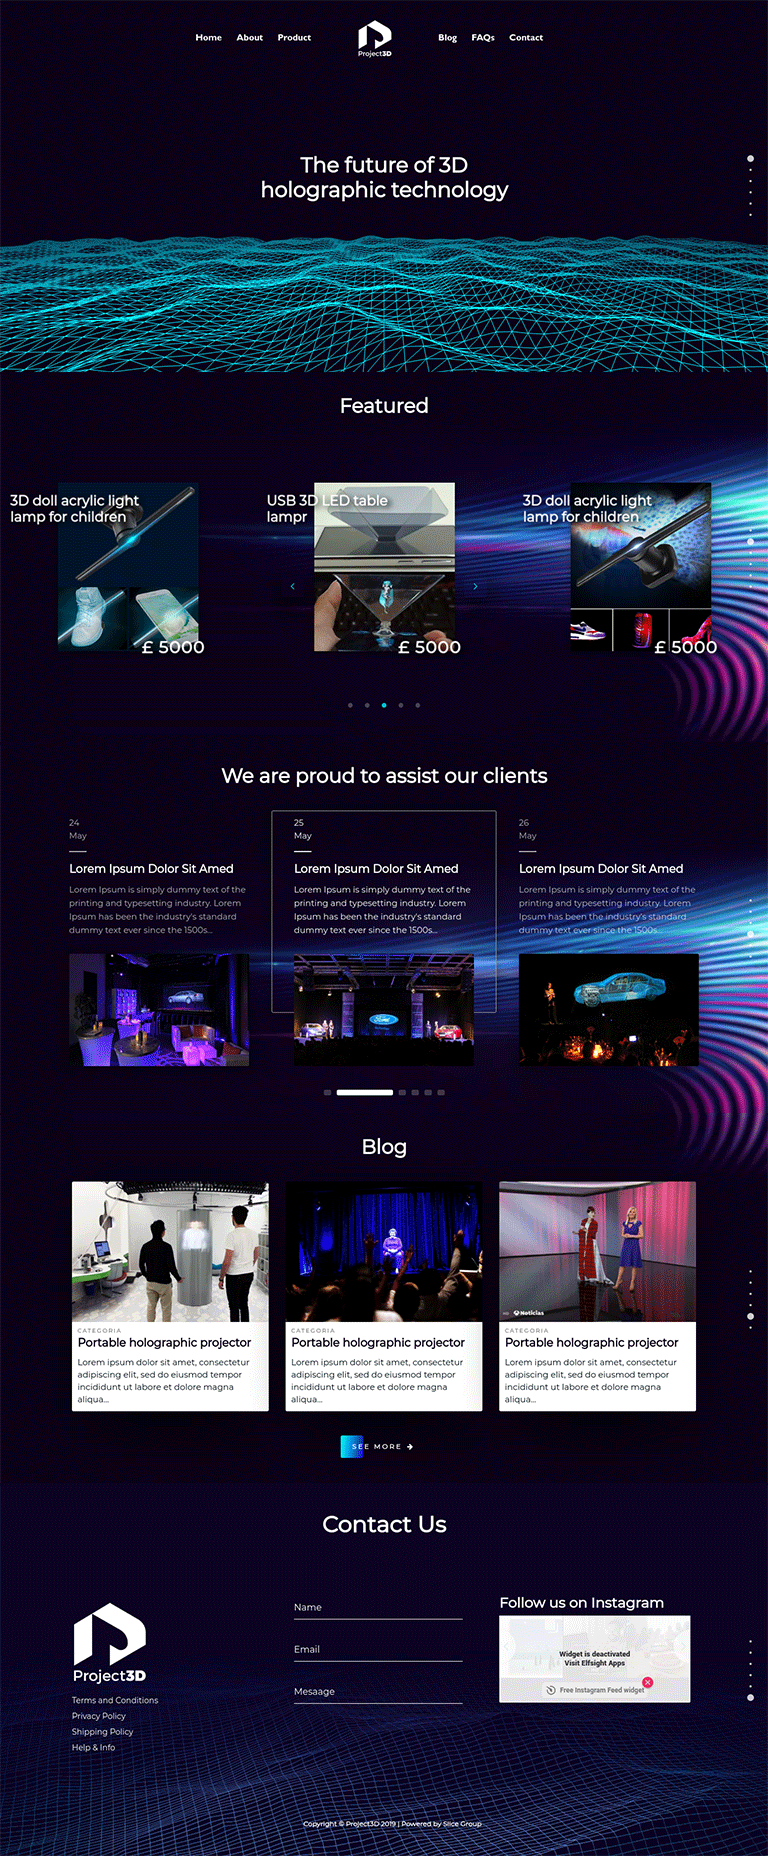 Home About Product
Project3D
Blog FAQs Contact
The future of 3D
holographic technology
Featured
3D doll acrylic light
lamp for children
£ 5000
USB 3D LED table
lampr
£ 5000
3D doll acrylic light
lamp for children
£ 5000
We are proud to assist our clients
24
May
Lorem Ipsum Dolor Sit Amed
Lorem Ipsum is simply dummy text of the
printing and typesetting industry. Lorem
Ipsum has been the industry's standard
dummy text ever since the 1500s...
25
May
Lorem Ipsum Dolor Sit Amed
Lorem Ipsum is simply dummy text of the
printing and typesetting industry. Lorem
Ipsum has been the industry's standard
dummy text ever since the 1500s...
Ford
26
May
Lorem Ipsum Dolor Sit Amed
Lorem Ipsum is simply dummy text of the
printing and typesetting industry. Lorem
Ipsum has been the industry's standard
dummy text ever since the 1500s...
Blog
CATEGORIA
Portable holographic projector
Lorem ipsum dolor sit amet, consectetur
adipiscing elit, sed do eiusmod tempor
incididunt ut labore et dolore magna
aliqua...
CATEGORIA
Portable holographic projector
Lorem ipsum dolor sit amet, consectetur
adipiscing elit, sed do eiusmod tempor
incididunt ut labore et dolore magna
aliqua...
Noticias
CATEGORIA
Portable holographic projector
Lorem ipsum dolor sit amet, consectetur
adipiscing elit, sed do eiusmod tempor
incididunt ut labore et dolore magna
aliqua...
SEE MORE →
Contact Us
Project3D
Terms and Conditions
Privacy Policy
Shipping Policy
Help & Info
Name
Email
Mesaage
Follow us on Instagram
Widget is deactivated
Visit Elfsight Apps
Free Instagram Feed widget
Copyright © Project3D 2019 | Powered by Slice Group